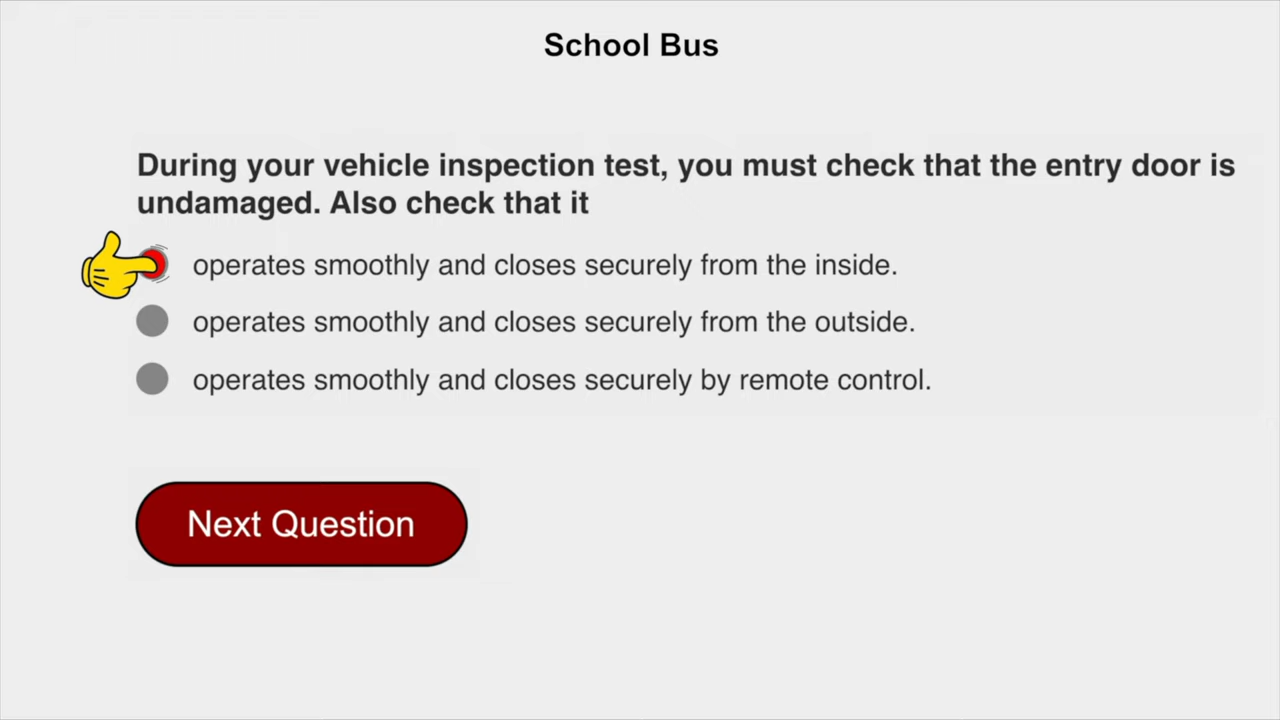 School Bus
During your vehicle inspection test, you must check that the entry door is
undamaged. Also check that it
operates smoothly and closes securely from the inside.
operates smoothly and closes securely from the outside.
operates smoothly and closes securely by remote control.
Next Question